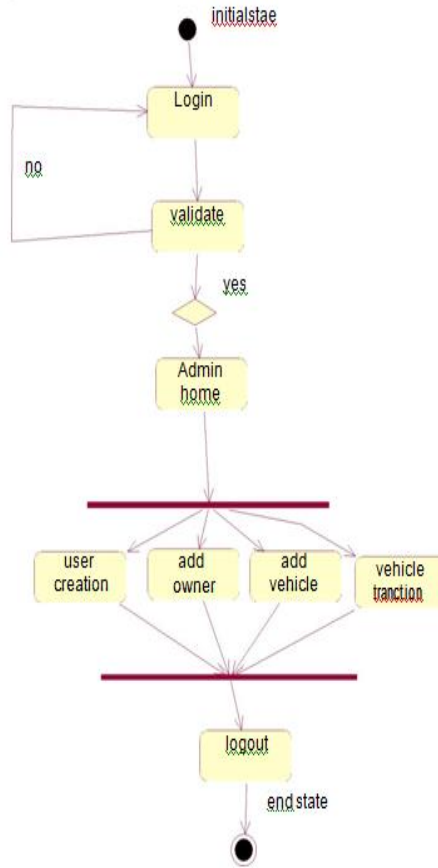 initialstae
Login
no
validate
yes
Admin
home
user
creation
add
owner
add
vehicle
vehicle
tranction
logout
end state